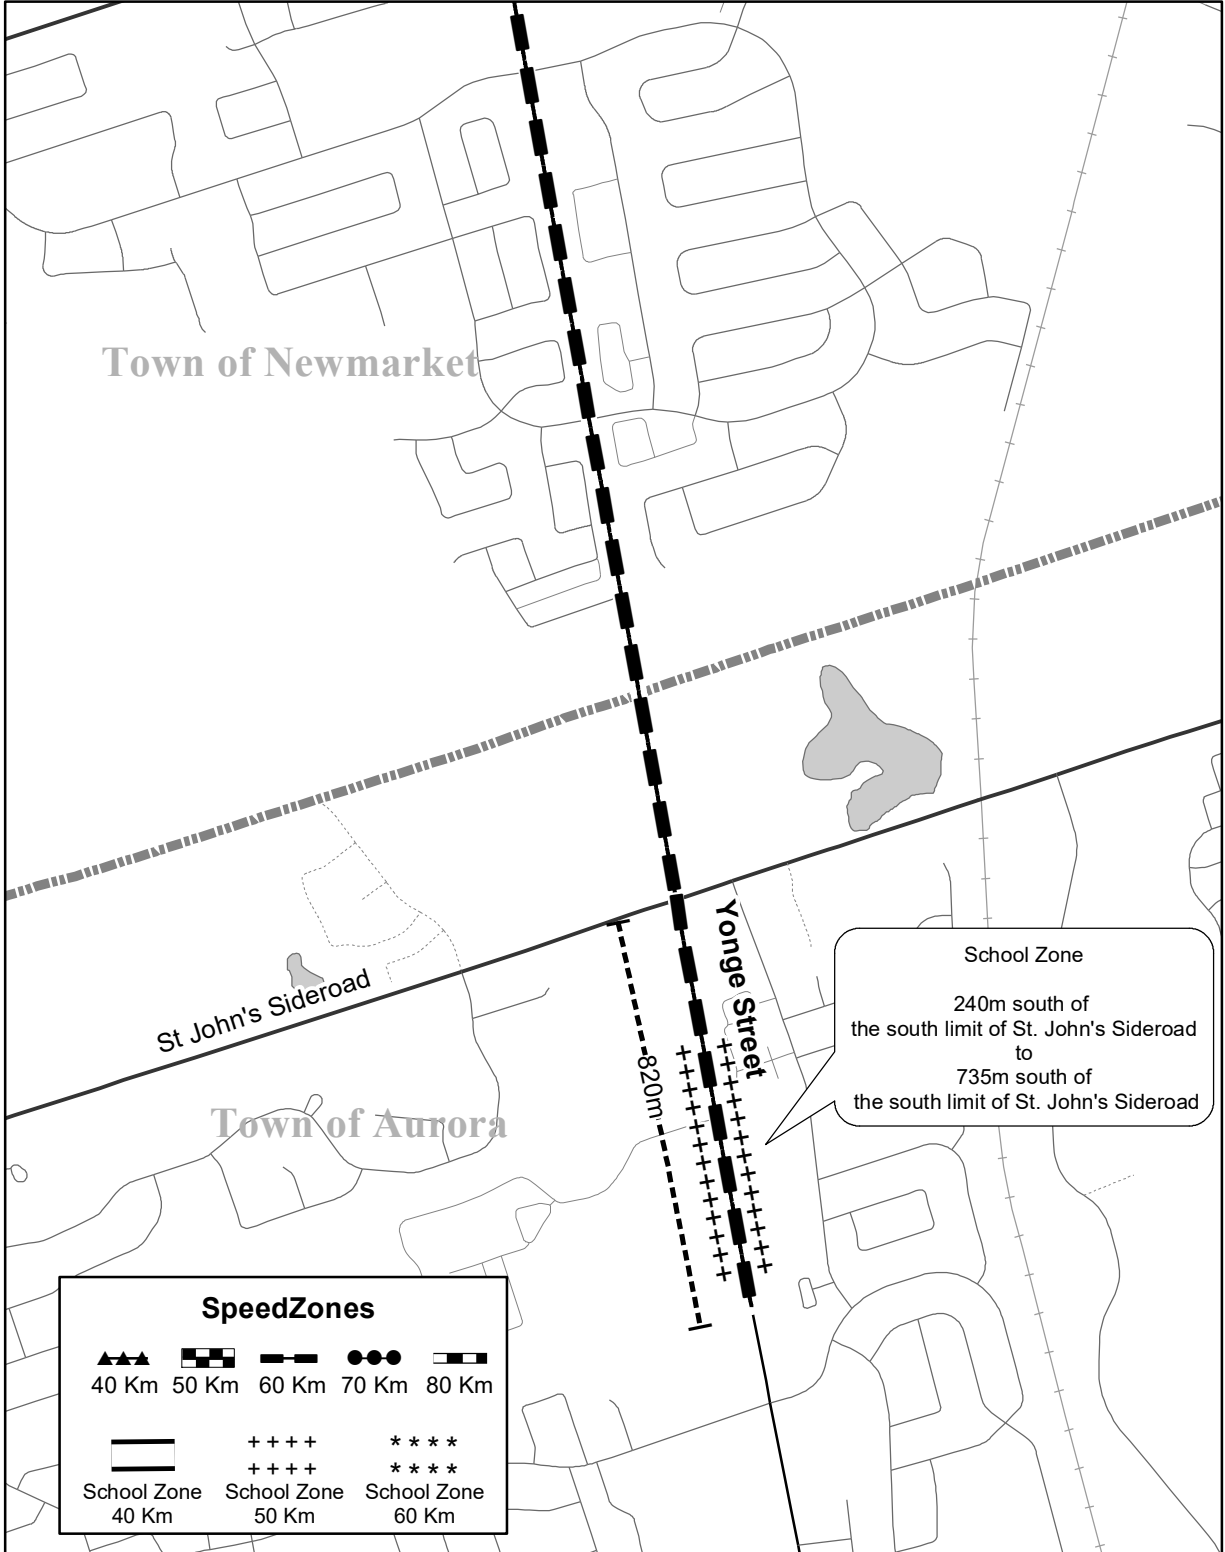 Town of Newmarket
Yonge Street
St John's Sideroad
School Zone
240m south of
the south limit of St. John's Sideroad
to
735m south of
the south limit of St. John's Sideroad
820m
Town of Aurora
SpeedZones
40 Km 50 Km 60 Km 70 Km 80 Km
School Zone School Zone School Zone
40 Km 50 Km 60 Km